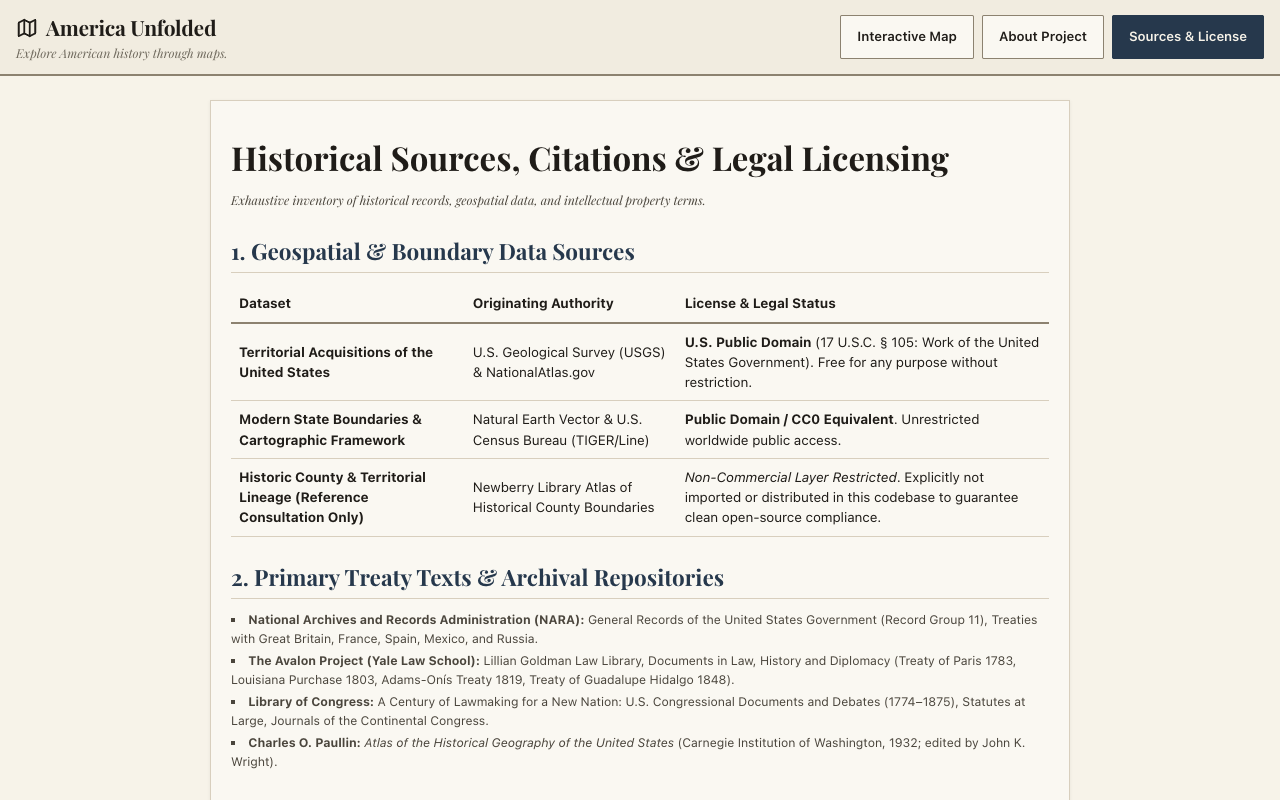 America Unfolded
Explore American history through maps.
Interactive Map
About Project
Sources & License
Historical Sources, Citations & Legal Licensing
Exhaustive inventory of historical records, geospatial data, and intellectual property terms.
1. Geospatial & Boundary Data Sources
Dataset
Originating Authority
License & Legal Status
Territorial Acquisitions of the
United States
U.S. Geological Survey (USGS)
& NationalAtlas.gov
U.S. Public Domain (17 U.S.C. § 105: Work of the United
States Government). Free for any purpose without
restriction.
Modern State Boundaries &
Cartographic Framework
Natural Earth Vector & U.S.
Census Bureau (TIGER/Line)
Public Domain / CC0 Equivalent. Unrestricted
worldwide public access.
Historic County & Territorial
Lineage (Reference
Consultation Only)
Newberry Library Atlas of
Historical County Boundaries
Non-Commercial Layer Restricted. Explicitly not
imported or distributed in this codebase to guarantee
clean open-source compliance.
2. Primary Treaty Texts & Archival Repositories
▪ National Archives and Records Administration (NARA): General Records of the United States Government (Record Group 11), Treaties
with Great Britain, France, Spain, Mexico, and Russia.
▪ The Avalon Project (Yale Law School): Lillian Goldman Law Library, Documents in Law, History and Diplomacy (Treaty of Paris 1783,
Louisiana Purchase 1803, Adams-Onís Treaty 1819, Treaty of Guadalupe Hidalgo 1848).
▪ Library of Congress: A Century of Lawmaking for a New Nation: U.S. Congressional Documents and Debates (1774–1875), Statutes at
Large, Journals of the Continental Congress.
▪ Charles O. Paullin: Atlas of the Historical Geography of the United States (Carnegie Institution of Washington, 1932; edited by John K.
Wright).